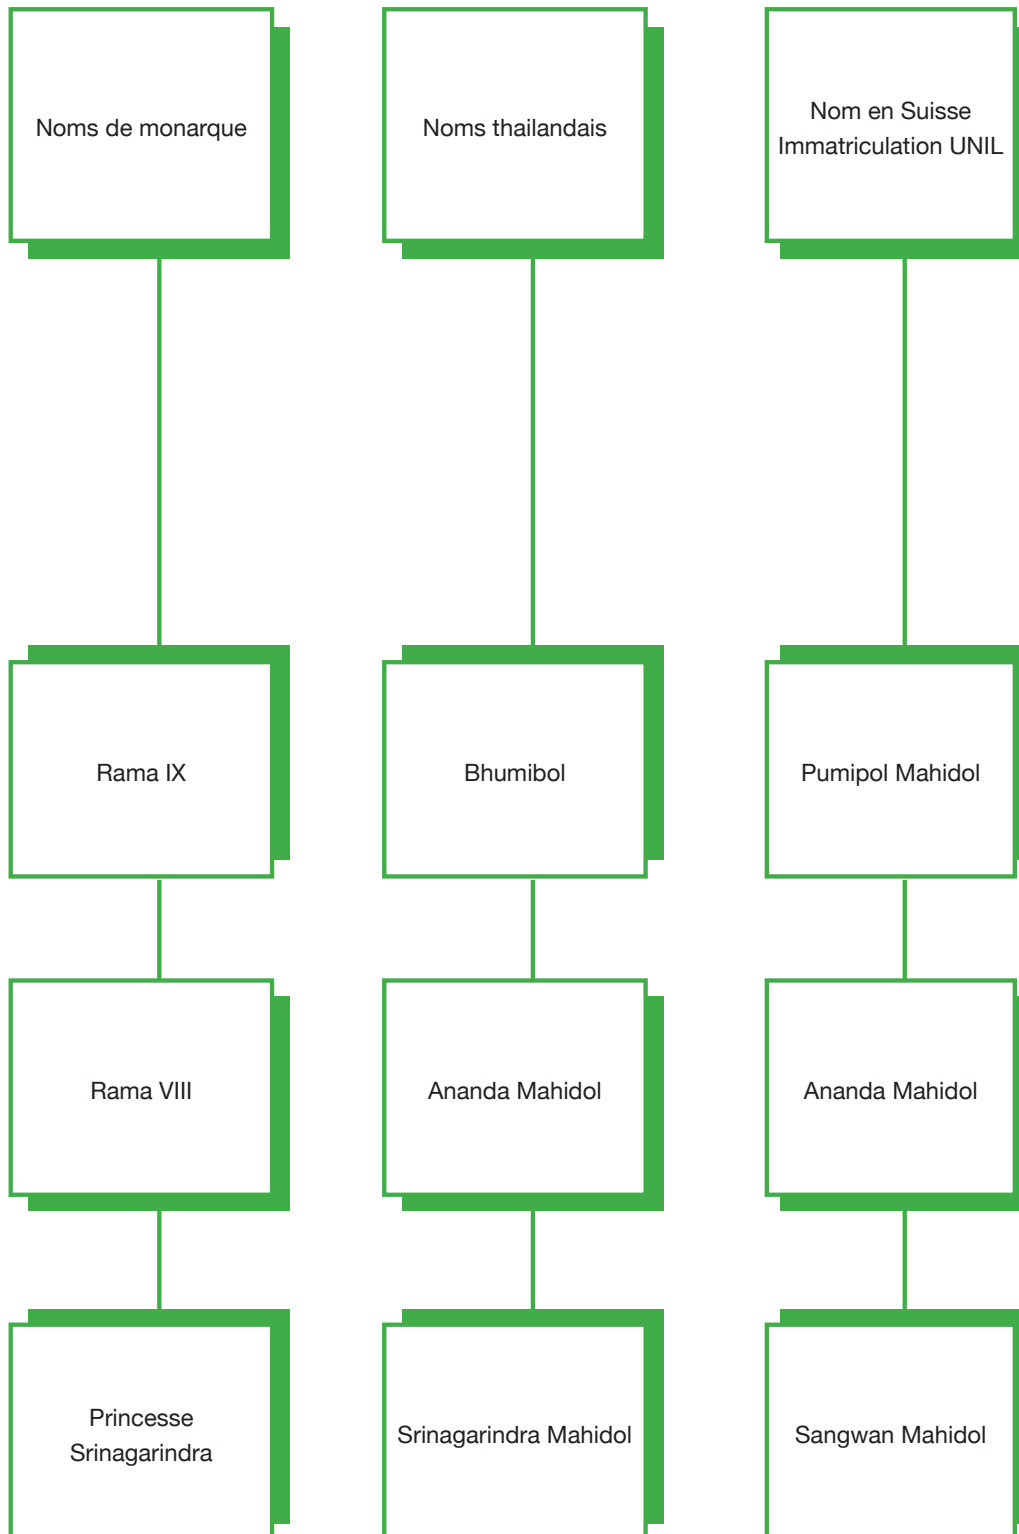 Noms de monarque
Noms thailandais
Nom en Suisse
Immatriculation UNIL
Rama IX
Bhumibol
Pumipol Mahidol
Rama VIII
Ananda Mahidol
Ananda Mahidol
Princesse
Srinagarindra
Srinagarindra Mahidol
Sangwan Mahidol